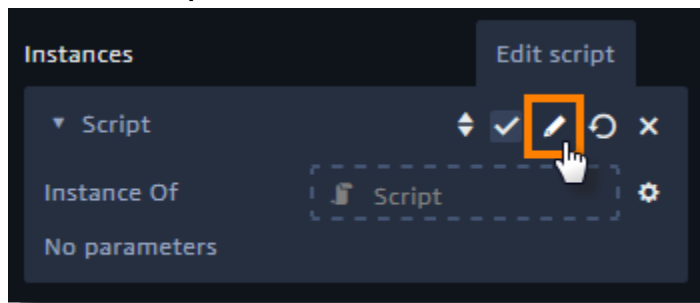 Instances
Edit script
Script
Instance Of
Script
No parameters